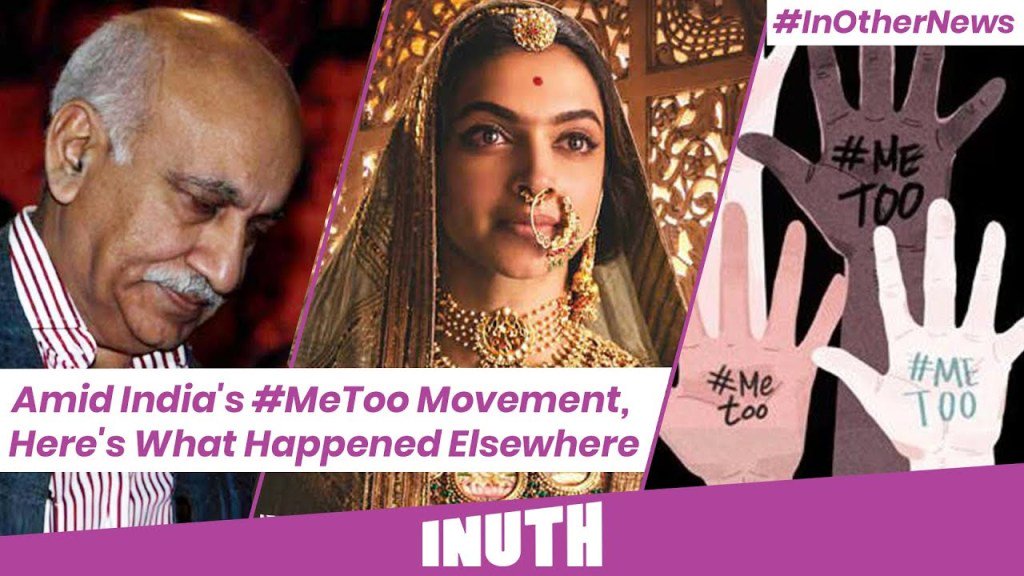 #InOtherNews
#ME
TOO
#Me
too
#ME
TOO
Amid India's #MeToo Movement,
Here's What Happened Elsewhere
INUTH